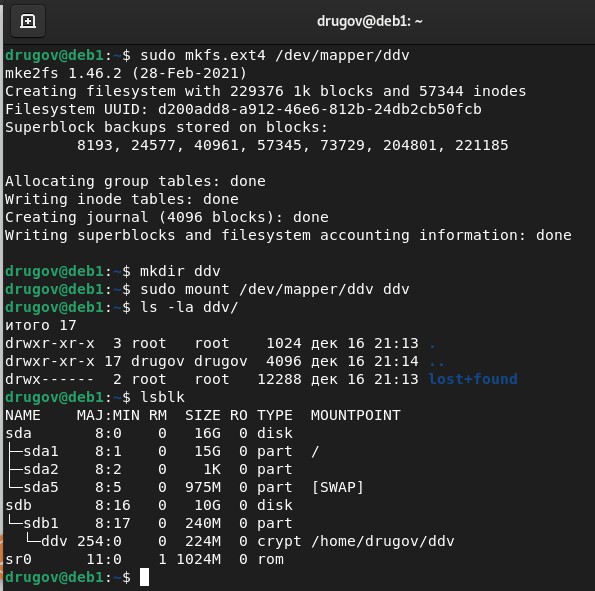 drugov@deb1: ~
drugov@deb1:~$ sudo mkfs.ext4 /dev/mapper/ddv
mke2fs 1.46.2 (28-Feb-2021)
Creating filesystem with 229376 1k blocks and 57344 inodes
Filesystem UUID: d200add8-a912-46e6-812b-24db2cb50fcb
Superblock backups stored on blocks:
        8193, 24577, 40961, 57345, 73729, 204801, 221185
Allocating group tables: done
Writing inode tables: done
Creating journal (4096 blocks): done
Writing superblocks and filesystem accounting information: done
drugov@deb1:~$ mkdir ddv
drugov@deb1:~$ sudo mount /dev/mapper/ddv ddv
drugov@deb1:~$ ls -la ddv/
итого 17
drwxr-xr-x  3 root   root    1024 дек 16 21:13 .
drwxr-xr-x 17 drugov drugov  4096 дек 16 21:14 ..
drwx------  2 root   root   12288 дек 16 21:13 lost+found
drugov@deb1:~$ lsblk
NAME    MAJ:MIN RM  SIZE RO TYPE  MOUNTPOINT
sda       8:0    0   16G  0 disk
├─sda1    8:1    0   15G  0 part  /
├─sda2    8:2    0    1K  0 part
└─sda5    8:5    0  975M  0 part  [SWAP]
sdb       8:16   0   10G  0 disk
└─sdb1    8:17   0  240M  0 part
  └─ddv 254:0    0  224M  0 crypt /home/drugov/ddv
sr0      11:0    1 1024M  0 rom
drugov@deb1:~$